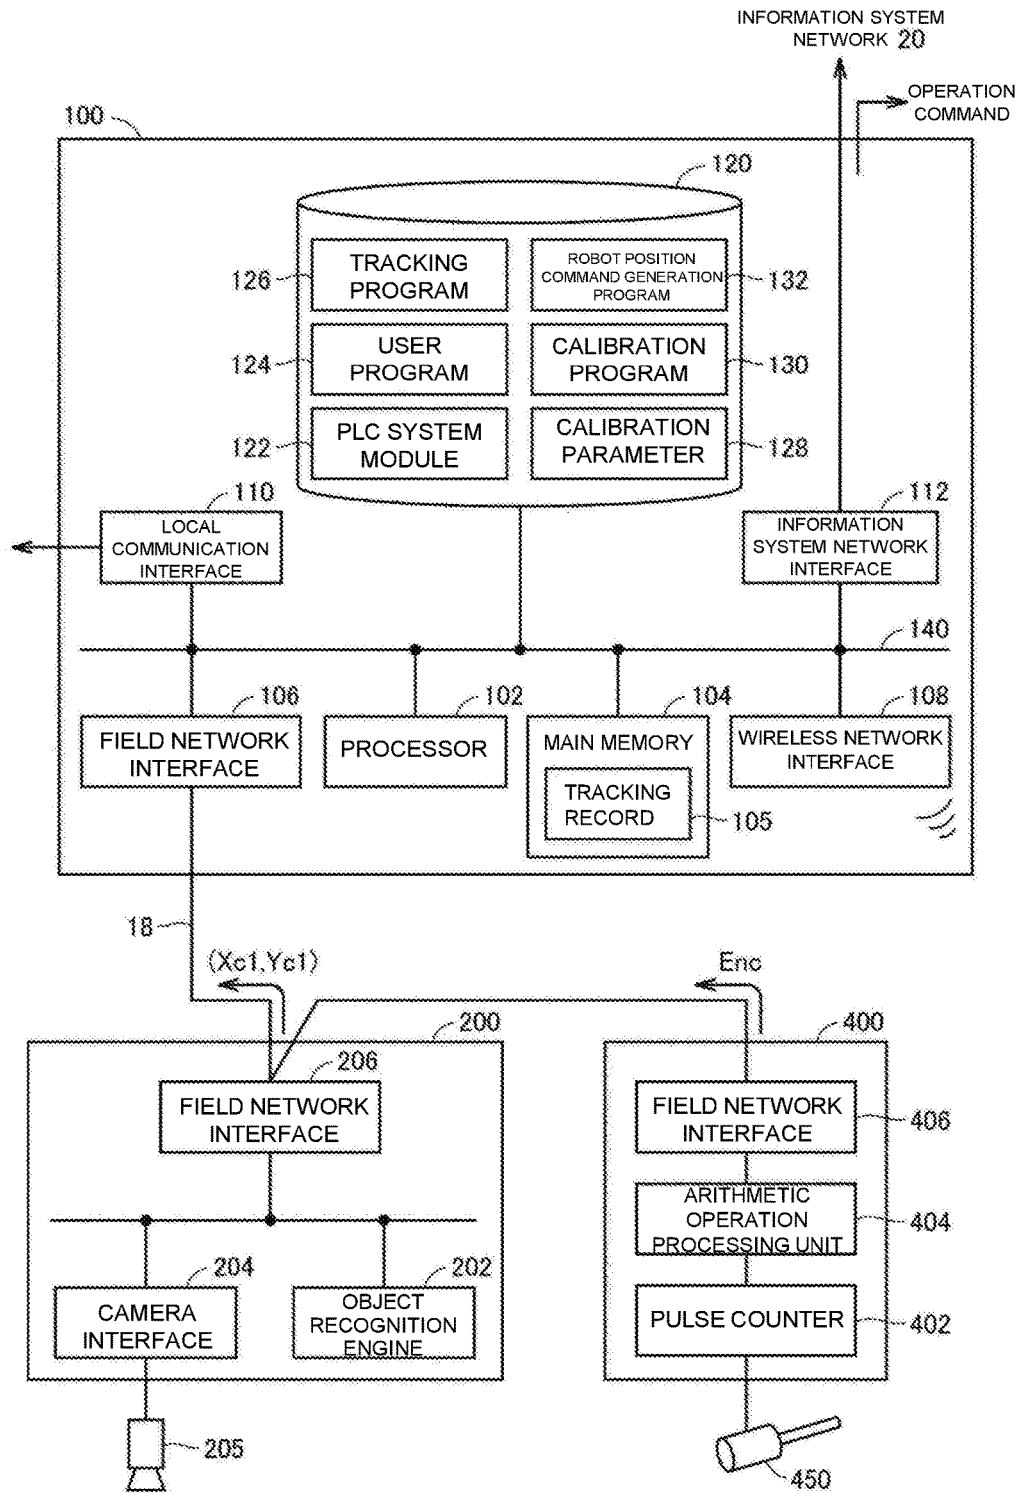 INFORMATION SYSTEM
NETWORK 20
OPERATION
COMMAND
100
120
TRACKING
PROGRAM
126
ROBOT POSITION
COMMAND GENERATION
PROGRAM
132
USER
PROGRAM
124
CALIBRATION
PROGRAM
130
PLC SYSTEM
MODULE
122
CALIBRATION
PARAMETER
128
110
LOCAL
COMMUNICATION
INTERFACE
112
INFORMATION
SYSTEM NETWORK
INTERFACE
140
106
FIELD NETWORK
INTERFACE
102
PROCESSOR
104
MAIN MEMORY
TRACKING
RECORD
105
108
WIRELESS NETWORK
INTERFACE
18
(Xc1,Yc1)
Enc
200
206
FIELD NETWORK
INTERFACE
204
CAMERA
INTERFACE
202
OBJECT
RECOGNITION
ENGINE
205
400
FIELD NETWORK
INTERFACE
406
ARITHMETIC
OPERATION
PROCESSING UNIT
404
PULSE COUNTER
402
450